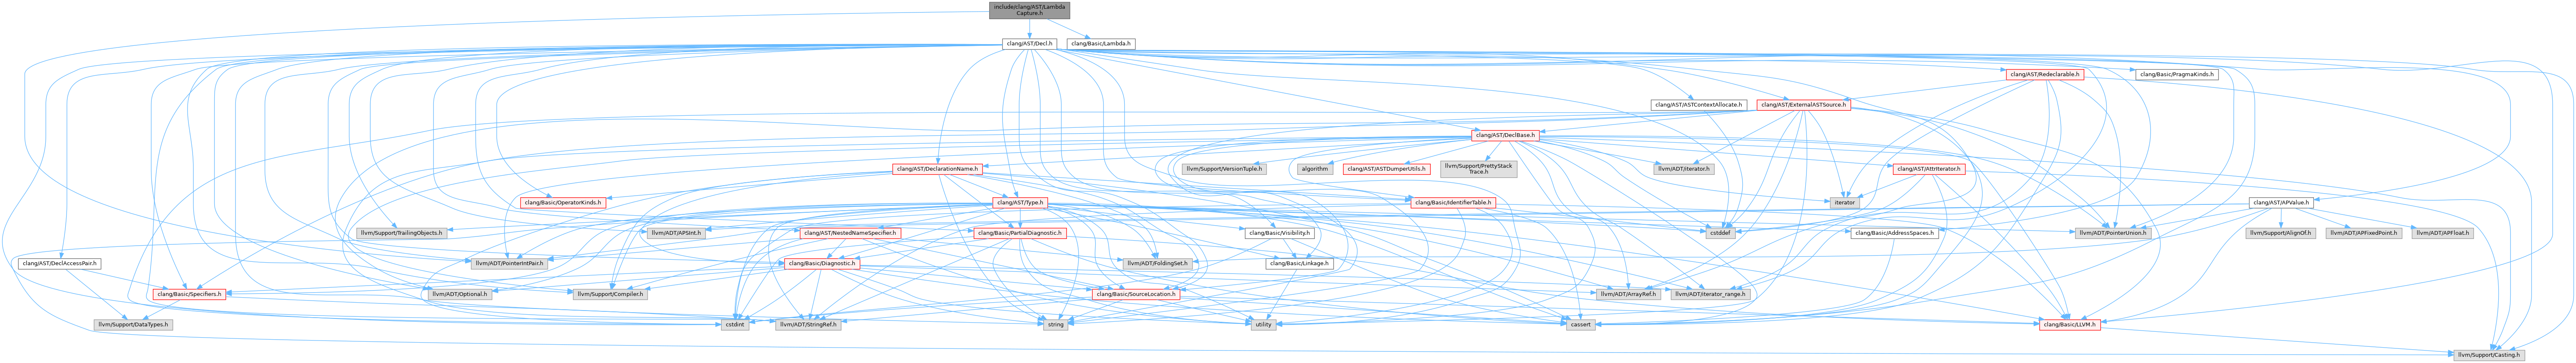 include/clang/AST/Lambda
Capture.h
clang/AST/Decl.h
clang/Basic/Lambda.h
clang/AST/Redeclarable.h
clang/Basic/PragmaKinds.h
clang/AST/ASTContextAllocate.h
clang/AST/ExternalASTSource.h
clang/AST/DeclBase.h
clang/AST/DeclarationName.h
llvm/Support/VersionTuple.h
algorithm
clang/AST/ASTDumperUtils.h
llvm/Support/PrettyStack
Trace.h
llvm/ADT/iterator.h
clang/AST/AttrIterator.h
clang/Basic/OperatorKinds.h
clang/AST/Type.h
clang/Basic/IdentifierTable.h
iterator
clang/AST/APValue.h
llvm/Support/TrailingObjects.h
llvm/ADT/APSInt.h
clang/AST/NestedNameSpecifier.h
clang/Basic/PartialDiagnostic.h
clang/Basic/Visibility.h
cstddef
clang/Basic/AddressSpaces.h
llvm/ADT/PointerUnion.h
llvm/Support/AlignOf.h
llvm/ADT/APFixedPoint.h
llvm/ADT/APFloat.h
clang/AST/DeclAccessPair.h
llvm/ADT/PointerIntPair.h
clang/Basic/Diagnostic.h
llvm/ADT/FoldingSet.h
clang/Basic/Linkage.h
clang/Basic/Specifiers.h
llvm/ADT/Optional.h
llvm/Support/Compiler.h
clang/Basic/SourceLocation.h
llvm/ADT/ArrayRef.h
llvm/ADT/iterator_range.h
llvm/Support/DataTypes.h
cstdint
llvm/ADT/StringRef.h
string
utility
cassert
clang/Basic/LLVM.h
llvm/Support/Casting.h